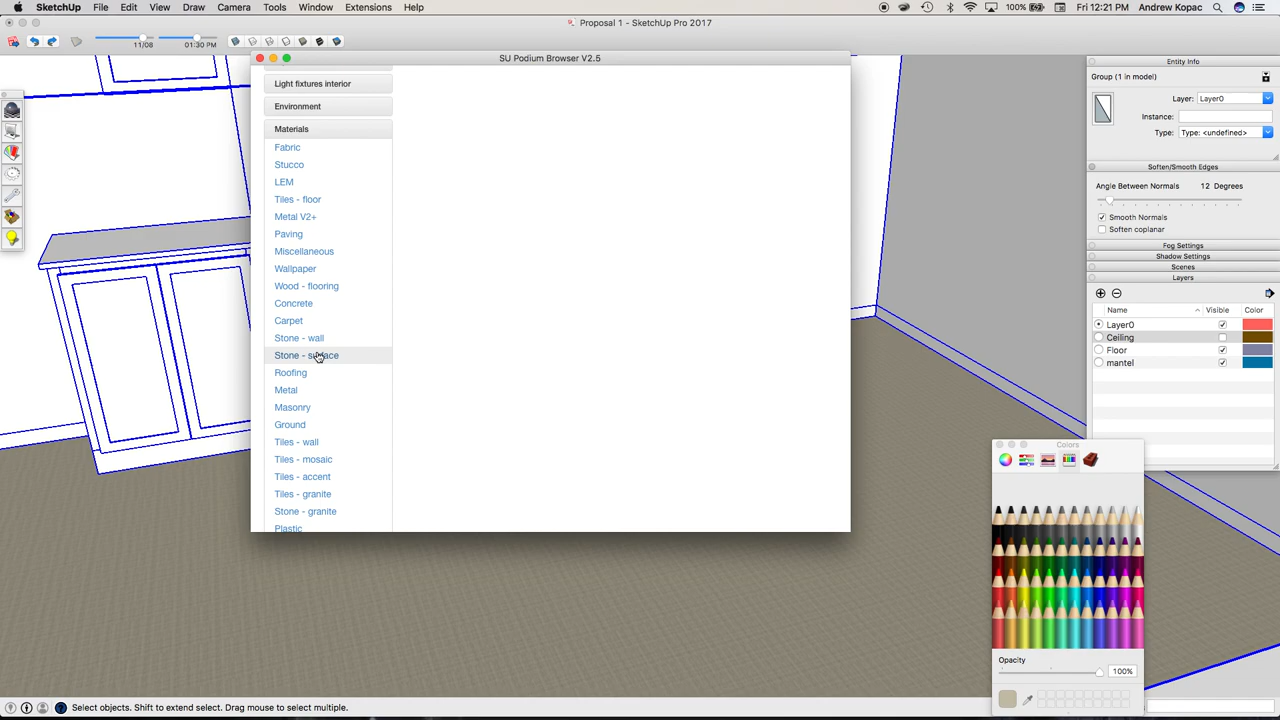 SketchUp File Edit View Draw Camera Tools Window Extensions Help 100% Fri 12:21 PM Andrew Kopac
Proposal 1 - SketchUp Pro 2017
11/08 01:30 PM
SU Podium Browser V2.5
Light fixtures interior
Environment
Materials
Fabric
Stucco
LEM
Tiles - floor
Metal V2+
Paving
Miscellaneous
Wallpaper
Wood - flooring
Concrete
Carpet
Stone - wall
Stone - surface
Roofing
Metal
Masonry
Ground
Tiles - wall
Tiles - mosaic
Tiles - accent
Tiles - granite
Stone - granite
Plastic
Entity Info
Group (1 in model)
Layer: Layer0
Instance:
Type: Type: <undefined>
Soften/Smooth Edges
Angle Between Normals 12 Degrees
Smooth Normals
Soften coplanar
Fog Settings
Shadow Settings
Scenes
Layers
Name Visible Color
Layer0
Ceiling
Floor
mantel
Colors
Opacity
100%
Select objects. Shift to extend select. Drag mouse to select multiple.